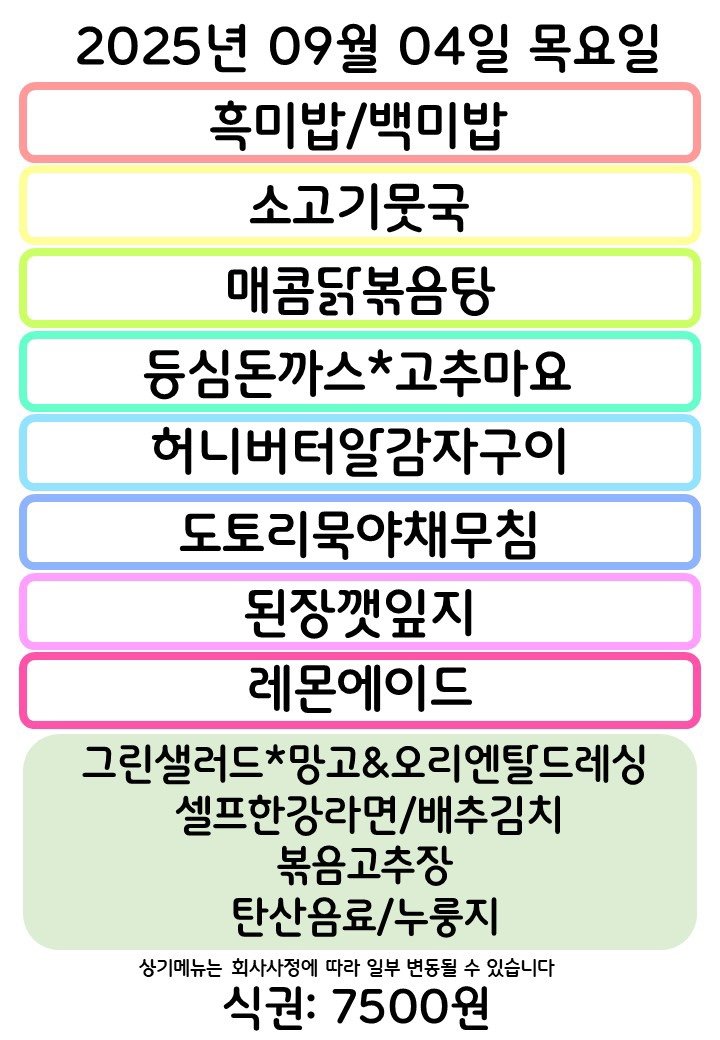 2025년 09월 04일 목요일
흑미밥/백미밥
소고기뭇국
매콤닭볶음탕
등심돈까스*고추마요
허니버터알감자구이
도토리묵야채무침
된장깻잎지
레몬에이드
그린샐러드*망고&오리엔탈드레싱
셀프한강라면/배추김치
볶음고추장
탄산음료/누룽지
상기메뉴는 회사사정에 따라 일부 변동될 수 있습니다
식권: 7500원